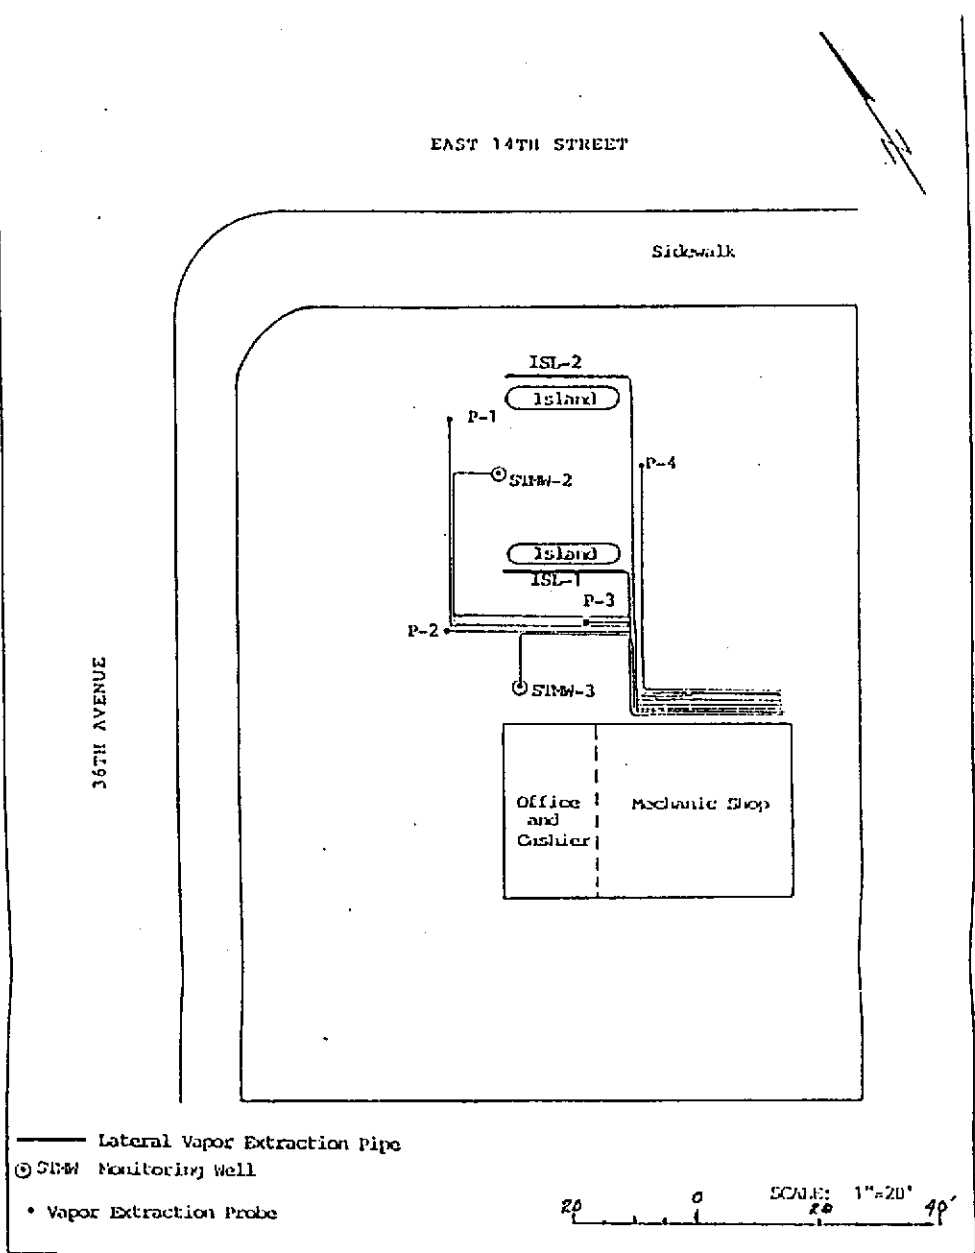 EAST 14TH STREET
Sidewalk
ISL-2
Island
P-1
P-4
STMW-2
Island
ISL-1
P-3
P-2
STMW-3
36TH AVENUE
Office
and
Cashier
Mechanic Shop
Lateral Vapor Extraction Pipe
STMW Monitoring Well
• Vapor Extraction Probe
SCALE: 1"=20'
20 0 20 40'